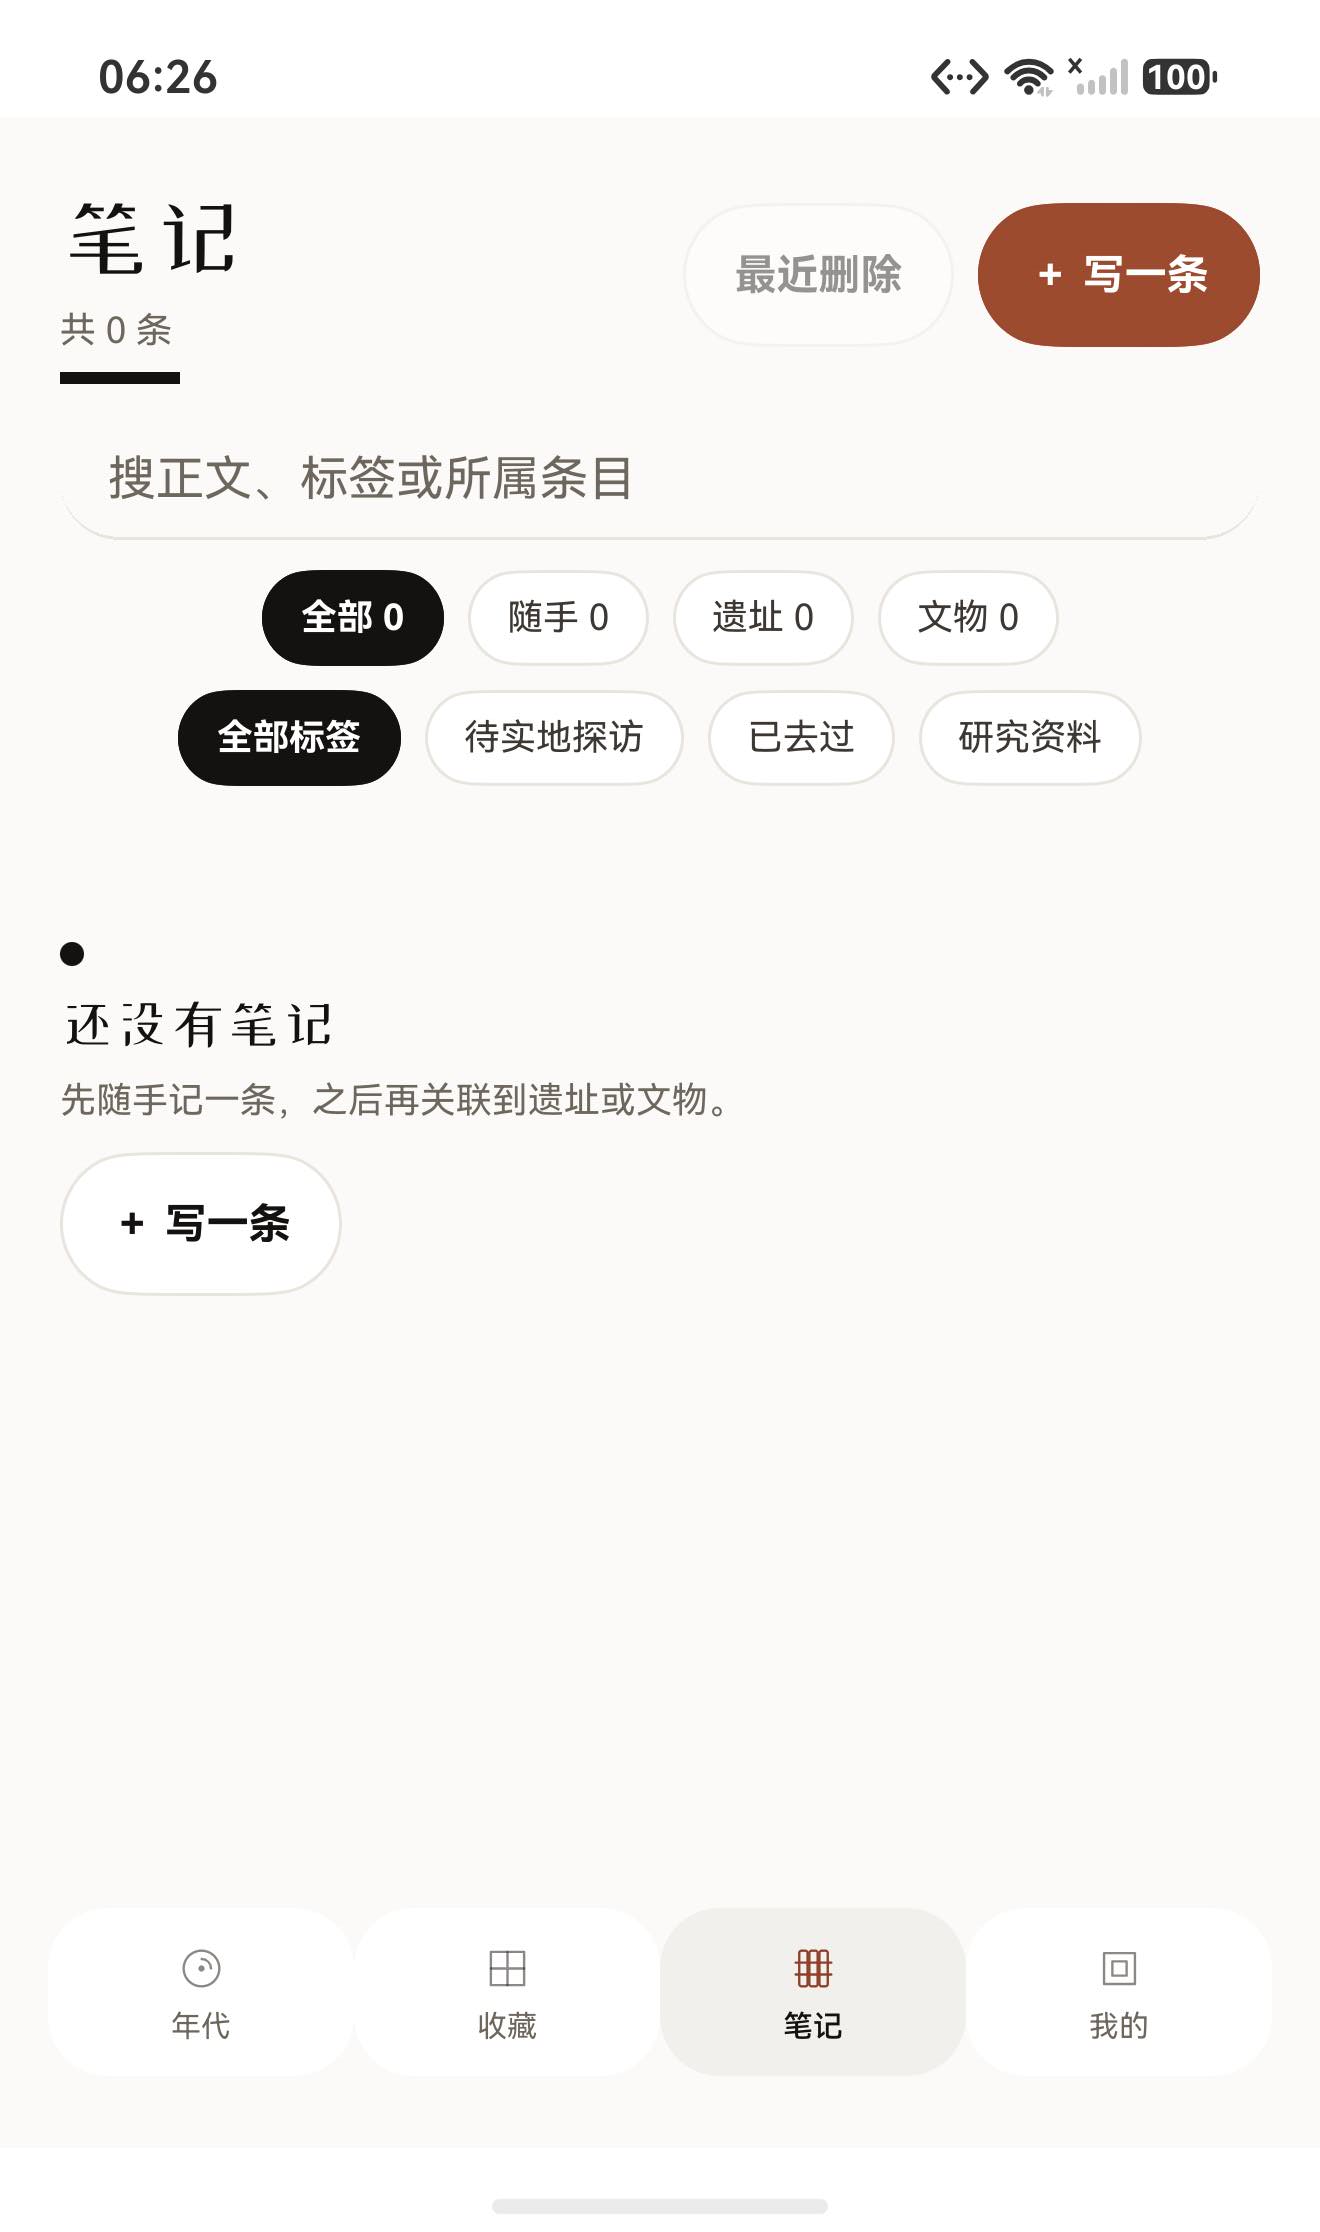 06:26
100
笔记
最近删除
+ 写一条
共 0 条
搜正文、标签或所属条目
全部 0 随手 0 遗址 0 文物 0
全部标签 待实地探访 已去过 研究资料
还没有笔记
先随手记一条，之后再关联到遗址或文物。
+ 写一条
年代 收藏 笔记 我的